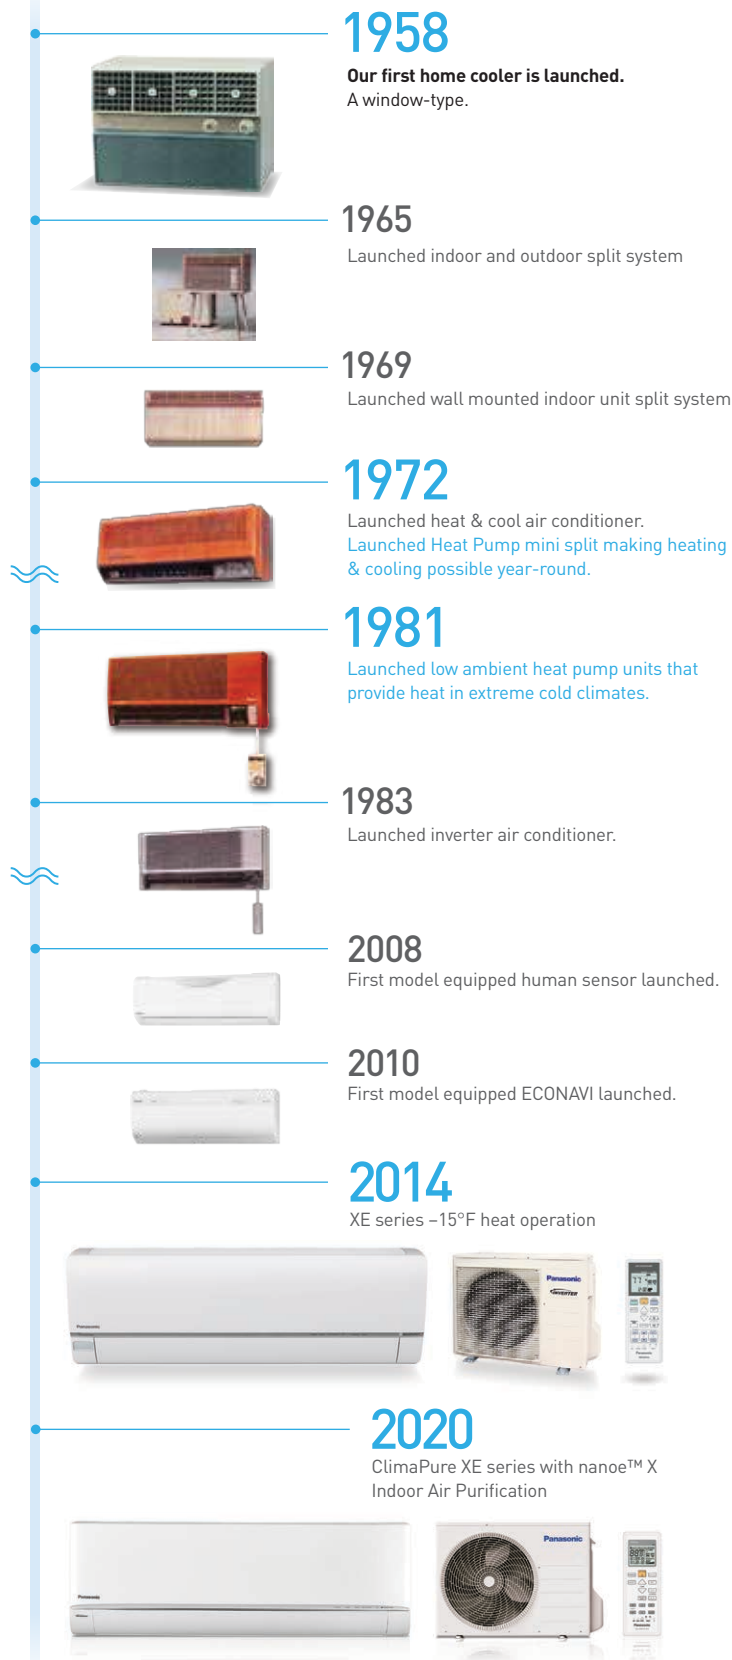 1958
Our first home cooler is launched.
A window-type.
1965
Launched indoor and outdoor split system
1969
Launched wall mounted indoor unit split system
1972
Launched heat & cool air conditioner.
Launched Heat Pump mini split making heating
& cooling possible year-round.
1981
Launched low ambient heat pump units that
provide heat in extreme cold climates.
1983
Launched inverter air conditioner.
2008
First model equipped human sensor launched.
2010
First model equipped ECONAVI launched.
2014
XE series –15°F heat operation
Panasonic
INVERTER
Panasonic
Panasonic
2020
ClimaPure XE series with nanoe™ X
Indoor Air Purification
Panasonic
Panasonic